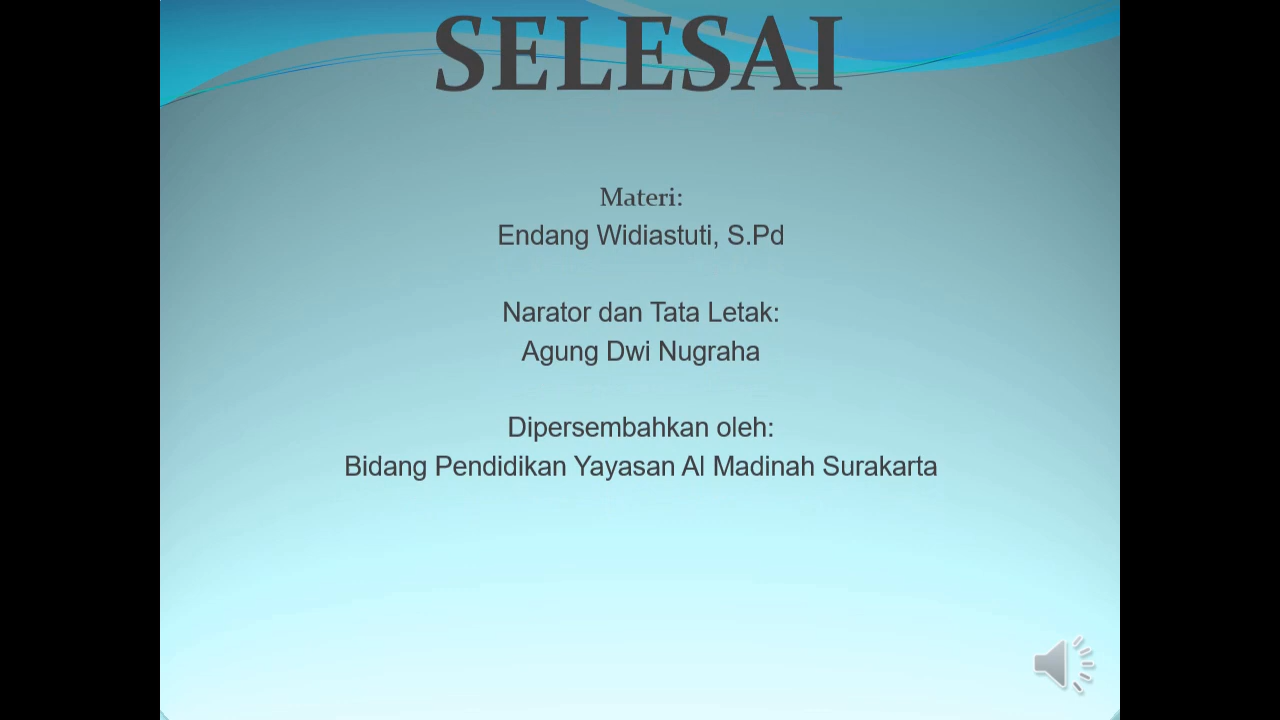 SELESAI
Materi:
Endang Widiastuti, S.Pd
Narator dan Tata Letak:
Agung Dwi Nugraha
Dipersembahkan oleh:
Bidang Pendidikan Yayasan Al Madinah Surakarta